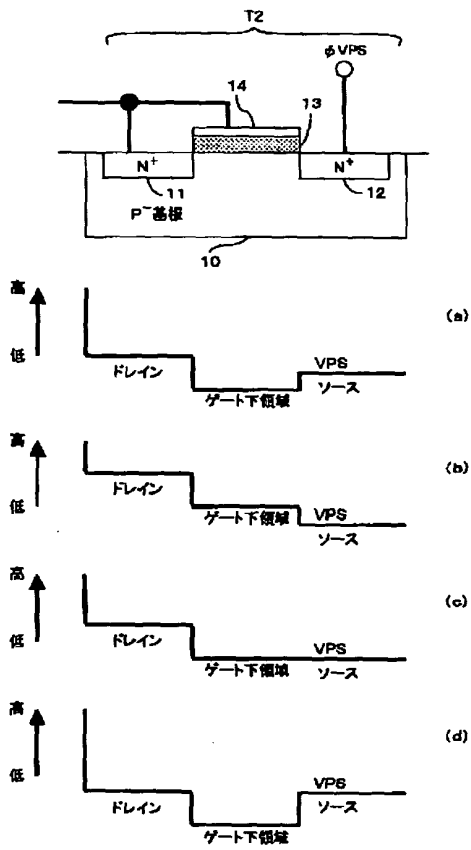 T2
φVPS
14
13
N⁺
N⁺
11
12
P⁻基板
10
高
低
(a)
ドレイン
ゲート下領域
VPS
ソース
高
低
(b)
ドレイン
ゲート下領域
VPS
ソース
高
低
(c)
ドレイン
ゲート下領域
VPS
ソース
高
低
(d)
ドレイン
ゲート下領域
VPS
ソース